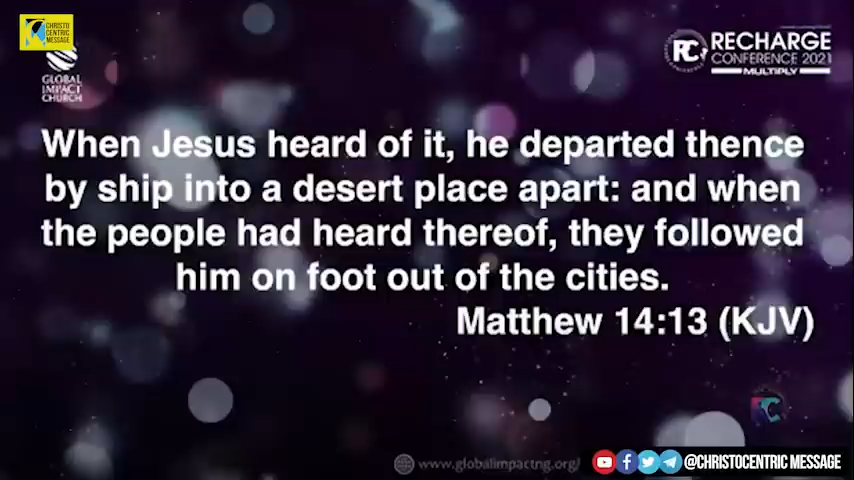 CHRISTO
CENTRIC
MESSAGE
GLOBAL
IMPACT
CHURCH
RC
RECHARGE
CONFERENCE 2021
MULTIPLY
When Jesus heard of it, he departed thence
by ship into a desert place apart: and when
the people had heard thereof, they followed
him on foot out of the cities.
Matthew 14:13 (KJV)
RC
www.globalimpactng.org/
@CHRISTOCENTRIC MESSAGE